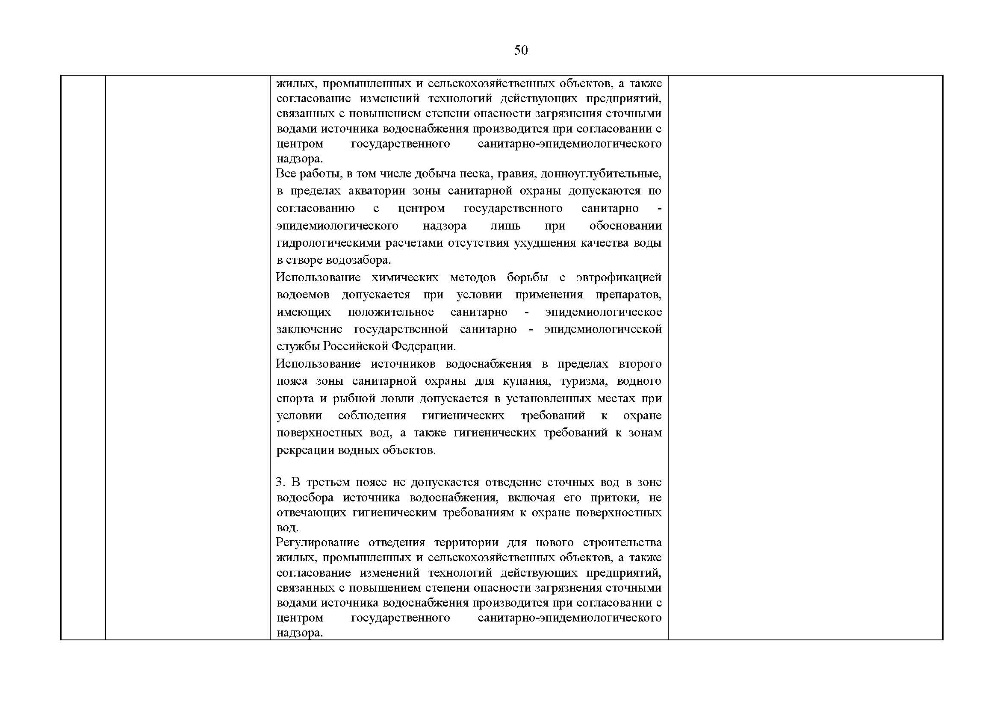 50
жилых, промышленных и сельскохозяйственных объектов, а также
согласование изменений технологий действующих предприятий,
связанных с повышением степени опасности загрязнения сточными
водами источника водоснабжения производится при согласовании с
центром государственного санитарно-эпидемиологического
надзора.
Все работы, в том числе добыча песка, гравия, донноуглубительные,
в пределах акватории зоны санитарной охраны допускаются по
согласованию с центром государственного санитарно -
эпидемиологического надзора лишь при обосновании
гидрологическими расчетами отсутствия ухудшения качества воды
в створе водозабора.
Использование химических методов борьбы с эвтрофикацией
водоемов допускается при условии применения препаратов,
имеющих положительное санитарно - эпидемиологическое
заключение государственной санитарно - эпидемиологической
службы Российской Федерации.
Использование источников водоснабжения в пределах второго
пояса зоны санитарной охраны для купания, туризма, водного
спорта и рыбной ловли допускается в установленных местах при
условии соблюдения гигиенических требований к охране
поверхностных вод, а также гигиенических требований к зонам
рекреации водных объектов.
3. В третьем поясе не допускается отведение сточных вод в зоне
водосбора источника водоснабжения, включая его притоки, не
отвечающих гигиеническим требованиям к охране поверхностных
вод.
Регулирование отведения территории для нового строительства
жилых, промышленных и сельскохозяйственных объектов, а также
согласование изменений технологий действующих предприятий,
связанных с повышением степени опасности загрязнения сточными
водами источника водоснабжения производится при согласовании с
центром государственного санитарно-эпидемиологического
надзора.